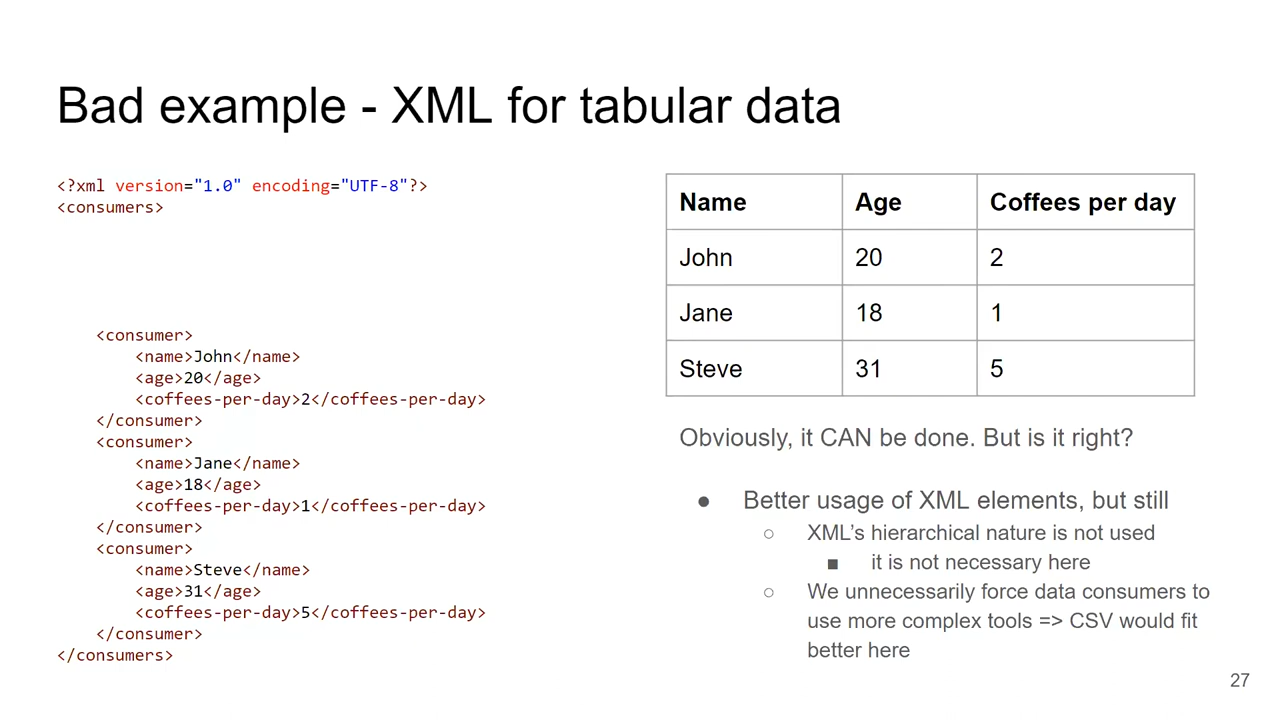 Bad example - XML for tabular data
<?xml version="1.0" encoding="UTF-8"?>
<consumers>
    <consumer>
        <name>John</name>
        <age>20</age>
        <coffees-per-day>2</coffees-per-day>
    </consumer>
    <consumer>
        <name>Jane</name>
        <age>18</age>
        <coffees-per-day>1</coffees-per-day>
    </consumer>
    <consumer>
        <name>Steve</name>
        <age>31</age>
        <coffees-per-day>5</coffees-per-day>
    </consumer>
</consumers>
Name Age Coffees per day
John 20 2
Jane 18 1
Steve 31 5
Obviously, it CAN be done. But is it right?
● Better usage of XML elements, but still
○ XML's hierarchical nature is not used
■ it is not necessary here
○ We unnecessarily force data consumers to
use more complex tools => CSV would fit
better here
27